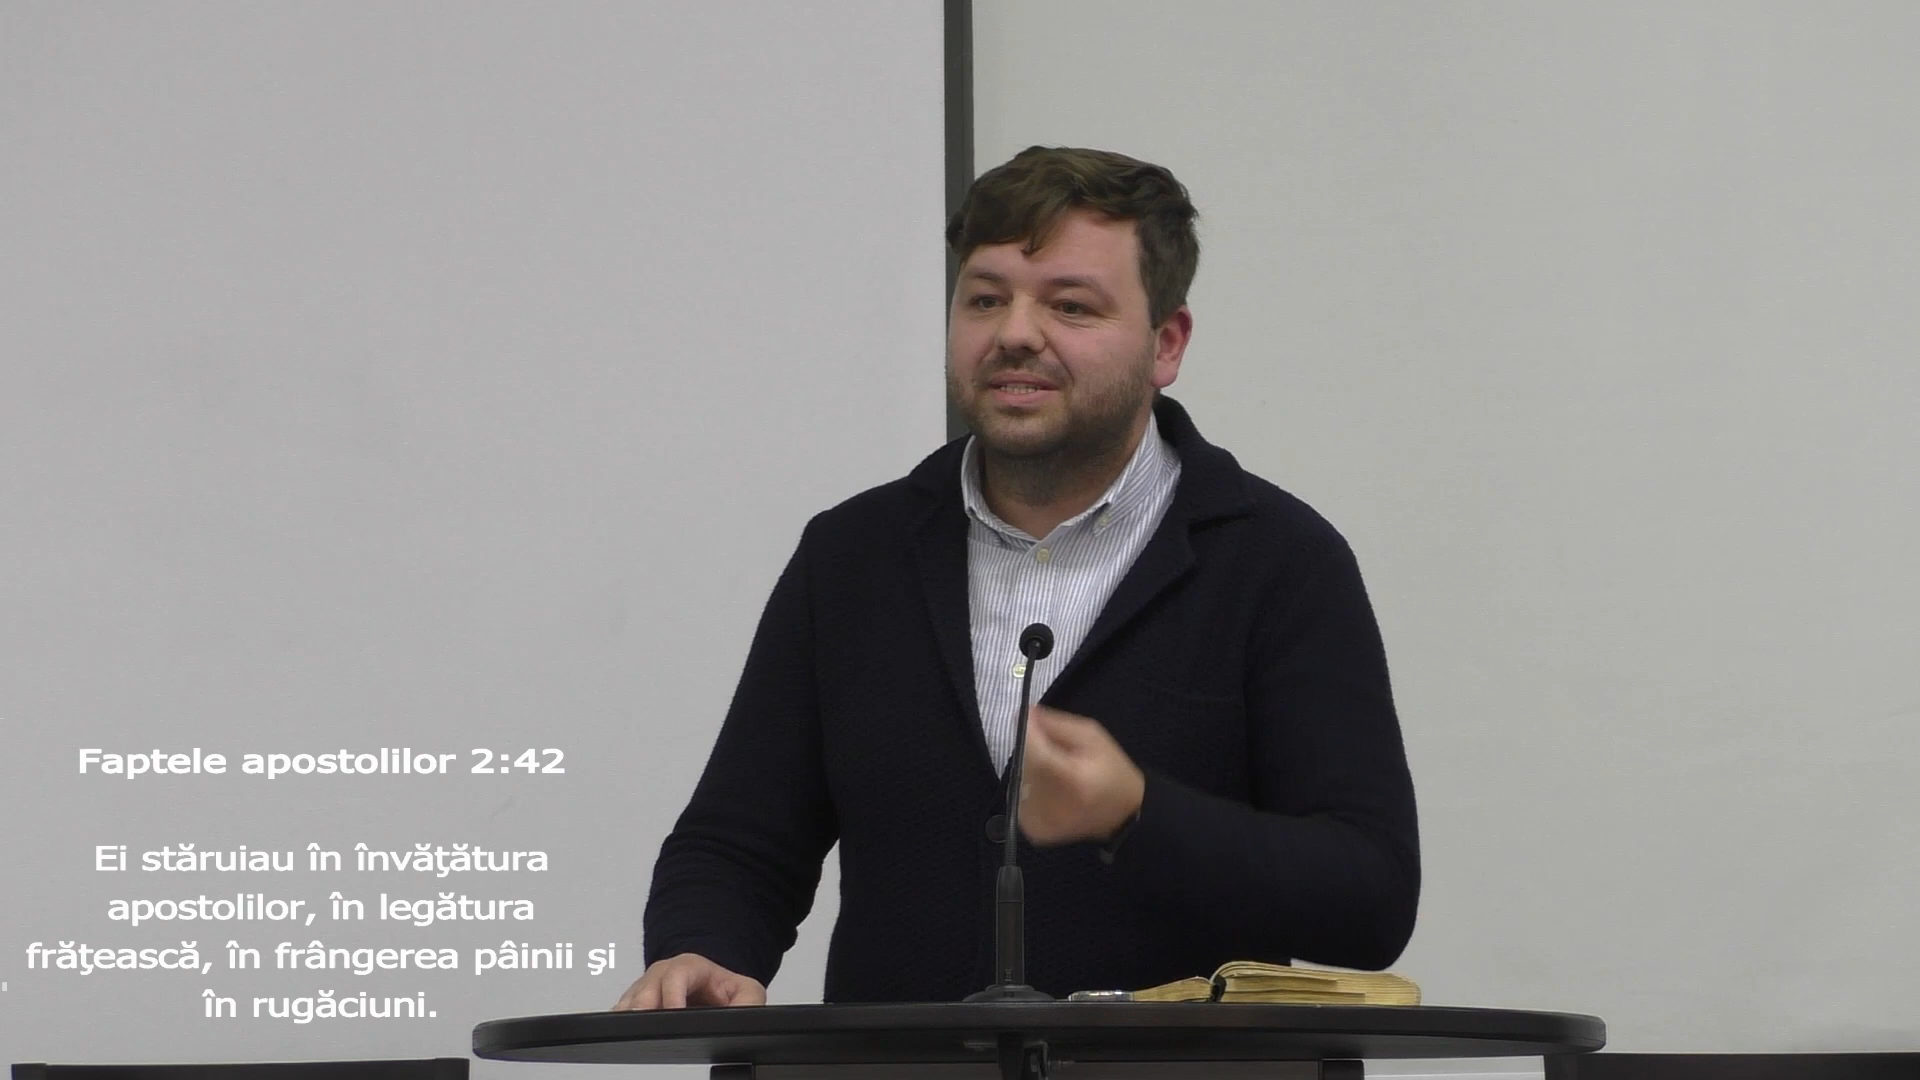 Faptele apostolilor 2:42
Ei stăruiau în învăţătura
apostolilor, în legătura
frăţească, în frângerea pâinii şi
în rugăciuni.